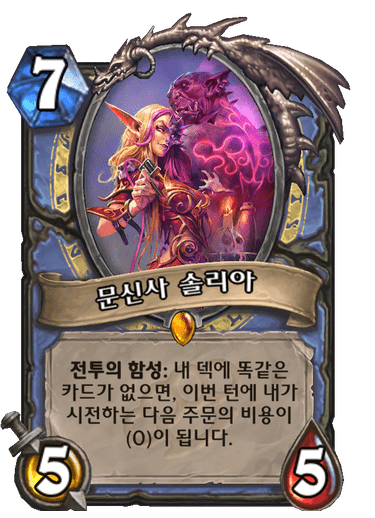 7
문신사 솔리아
전투의 함성: 내 덱에 똑같은
카드가 없으면, 이번 턴에 내가
시전하는 다음 주문의 비용이
(0)이 됩니다.
5
5